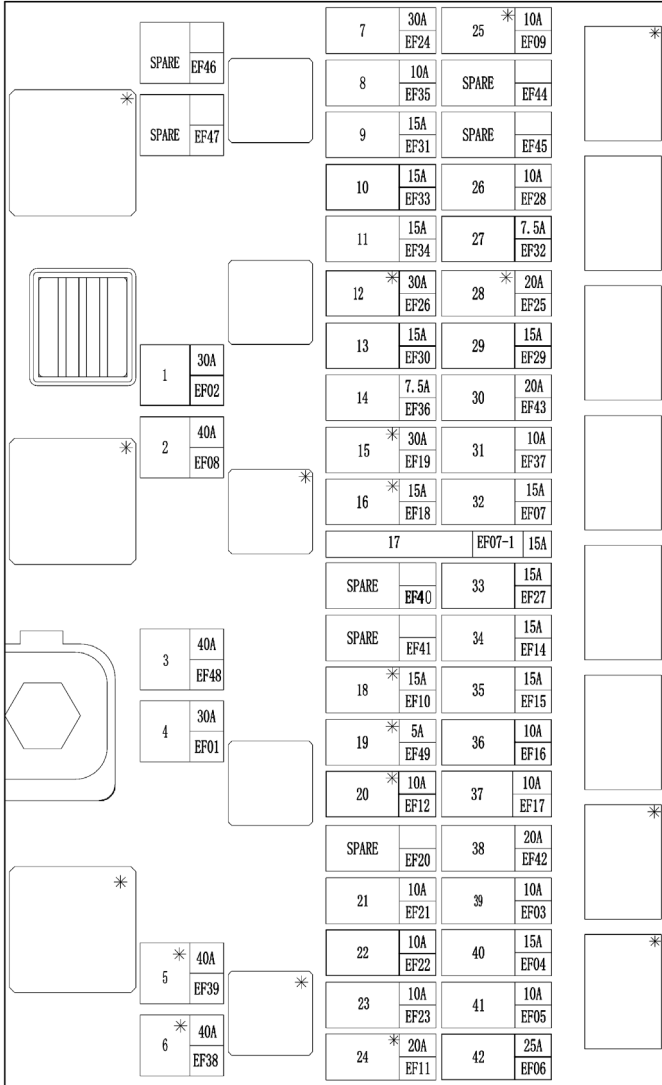 SPARE EF46
SPARE EF47
1 30A EF02
2 40A EF08
3 40A EF48
4 30A EF01
5 * 40A EF39
6 * 40A EF38
7 30A EF24
8 10A EF35
9 15A EF31
10 15A EF33
11 15A EF34
12 * 30A EF26
13 15A EF30
14 7.5A EF36
15 * 30A EF19
16 * 15A EF18
17 EF07-1 15A
SPARE EF40
SPARE EF41
18 * 15A EF10
19 * 5A EF49
20 * 10A EF12
SPARE EF20
21 10A EF21
22 10A EF22
23 10A EF23
24 * 20A EF11
25 * 10A EF09
SPARE EF44
SPARE EF45
26 10A EF28
27 7.5A EF32
28 * 20A EF25
29 15A EF29
30 20A EF43
31 10A EF37
32 15A EF07
33 15A EF27
34 15A EF14
35 15A EF15
36 10A EF16
37 10A EF17
38 20A EF42
39 10A EF03
40 15A EF04
41 10A EF05
42 25A EF06